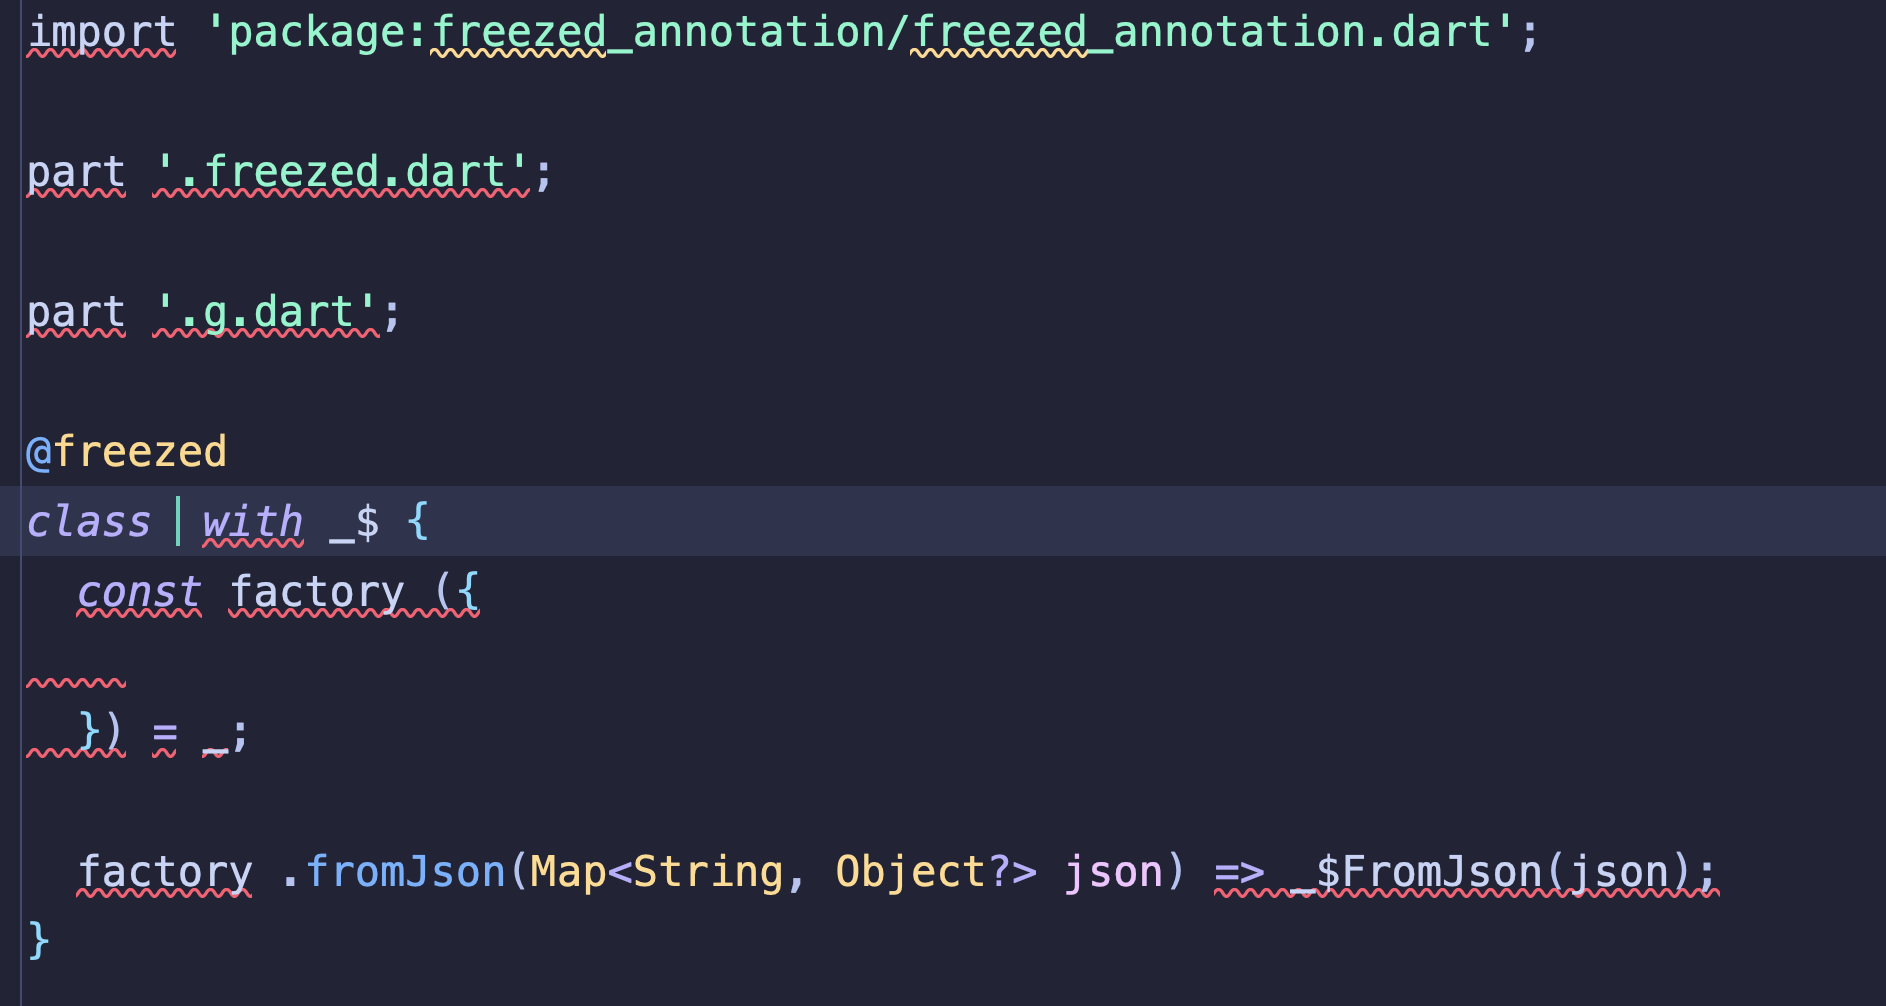 import 'package:freezed_annotation/freezed_annotation.dart';
part '.freezed.dart';
part '.g.dart';
@freezed
class with _$ {
const factory ({
}) = _;
factory .fromJson(Map<String, Object?> json) => _$FromJson(json);
}